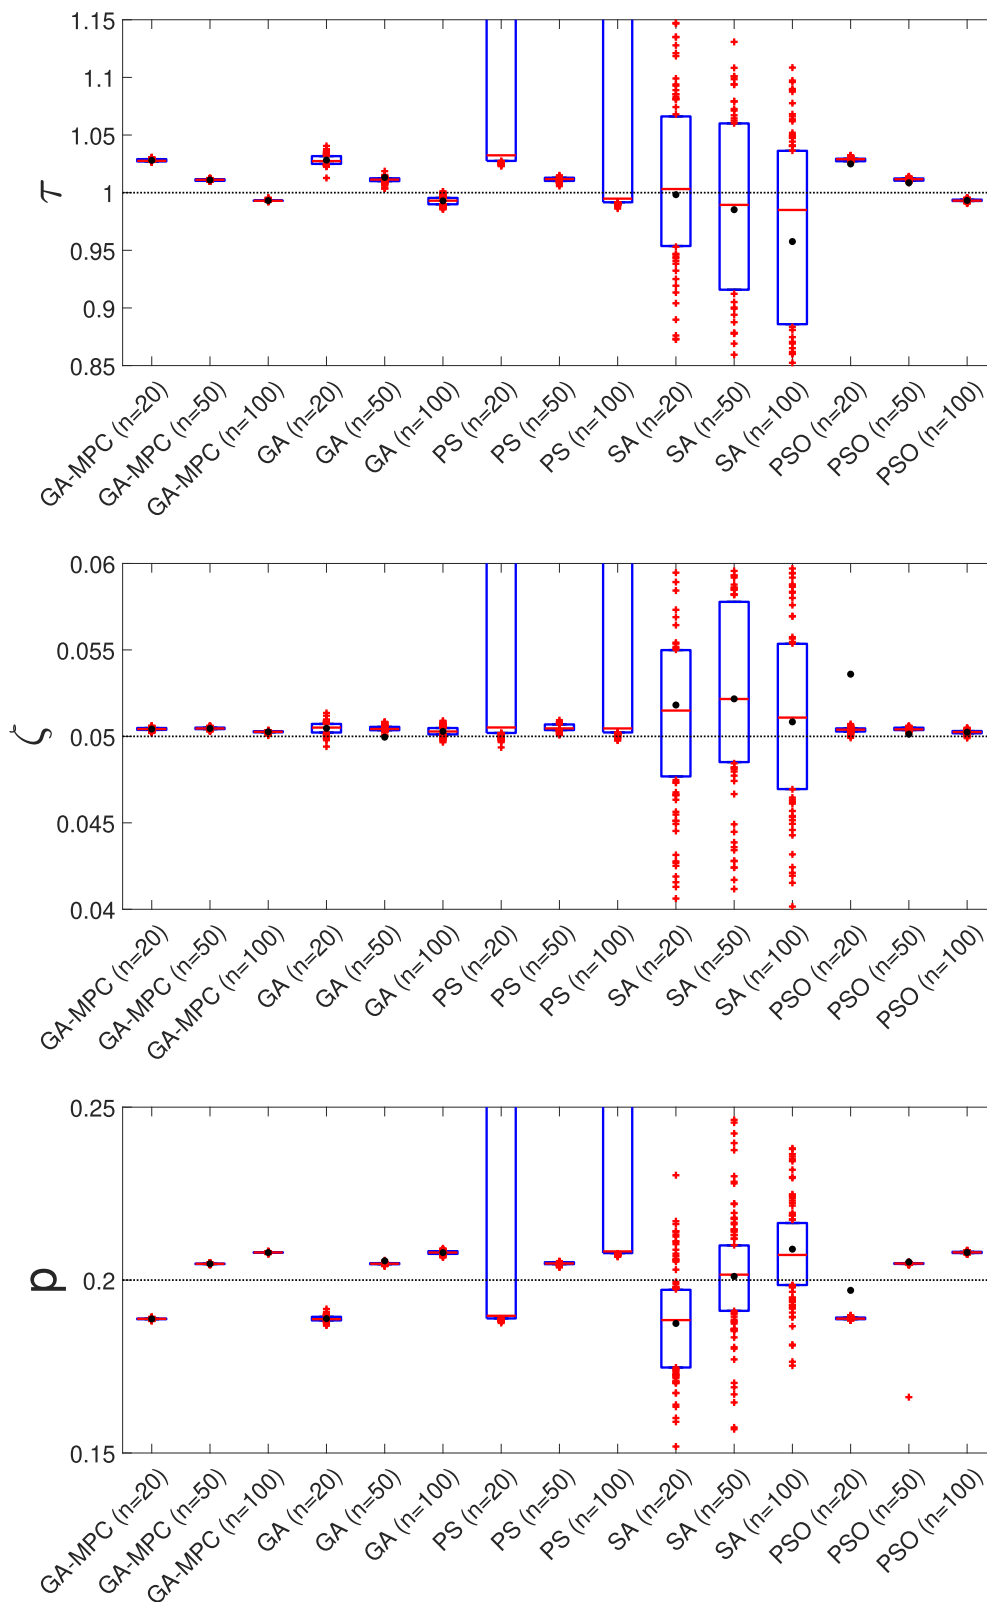 1.15
1.1
1.05
1
0.95
0.9
0.85
τ
GA-MPC (n=20)
GA-MPC (n=50)
GA-MPC (n=100)
GA (n=20)
GA (n=50)
GA (n=100)
PS (n=20)
PS (n=50)
PS (n=100)
SA (n=20)
SA (n=50)
SA (n=100)
PSO (n=20)
PSO (n=50)
PSO (n=100)
0.06
0.055
0.05
0.045
0.04
ζ
GA-MPC (n=20)
GA-MPC (n=50)
GA-MPC (n=100)
GA (n=20)
GA (n=50)
GA (n=100)
PS (n=20)
PS (n=50)
PS (n=100)
SA (n=20)
SA (n=50)
SA (n=100)
PSO (n=20)
PSO (n=50)
PSO (n=100)
0.25
0.2
0.15
p
GA-MPC (n=20)
GA-MPC (n=50)
GA-MPC (n=100)
GA (n=20)
GA (n=50)
GA (n=100)
PS (n=20)
PS (n=50)
PS (n=100)
SA (n=20)
SA (n=50)
SA (n=100)
PSO (n=20)
PSO (n=50)
PSO (n=100)